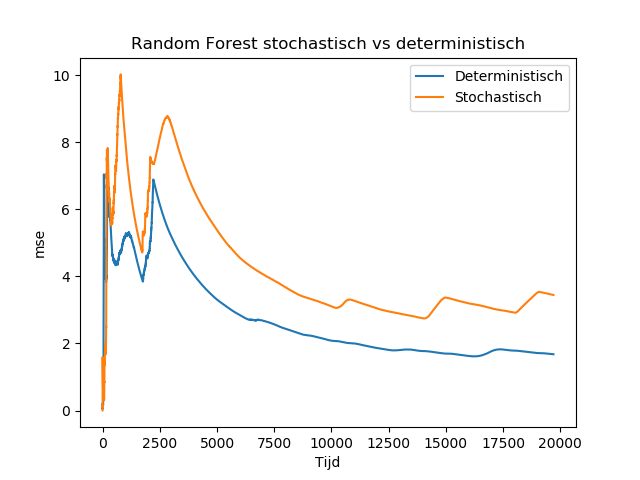 Random Forest stochastisch vs deterministisch
Deterministisch
Stochastisch
10
8
6
4
2
0
mse
0 2500 5000 7500 10000 12500 15000 17500 20000
Tijd